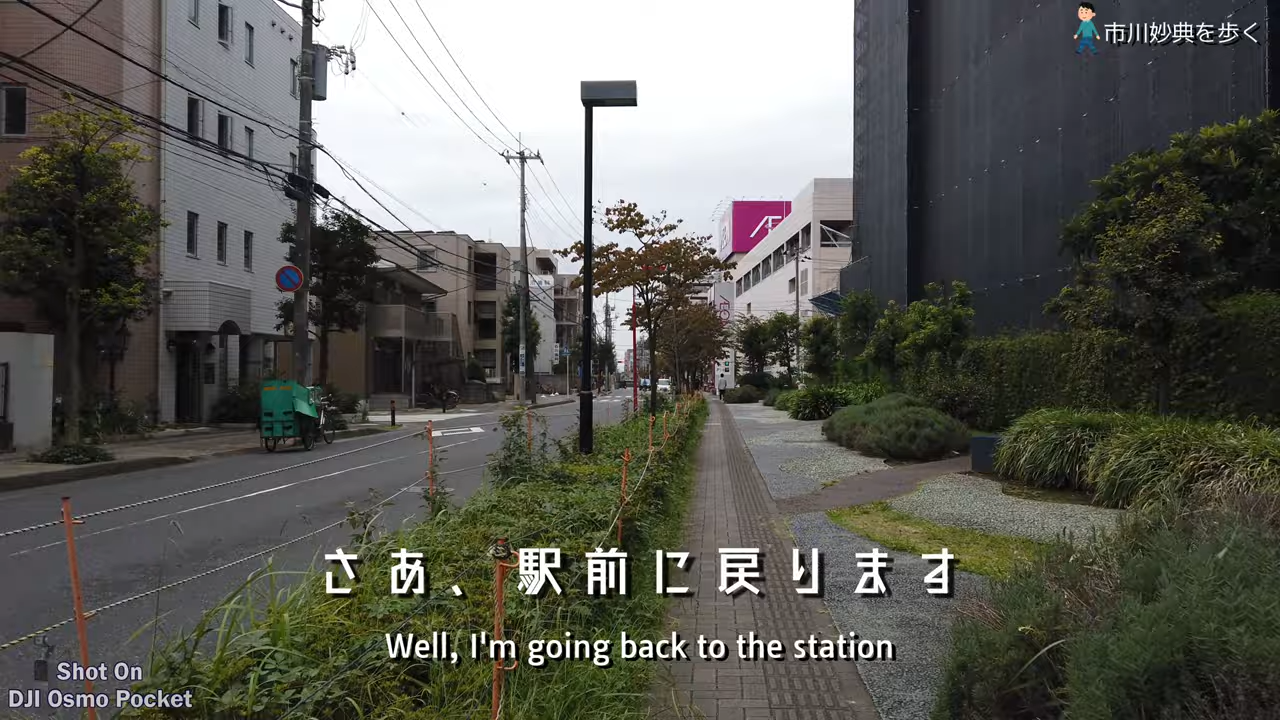 市川妙典を歩く
ÆON
さあ、駅前に戻ります
Well, I'm going back to the station
Shot On
DJI Osmo Pocket